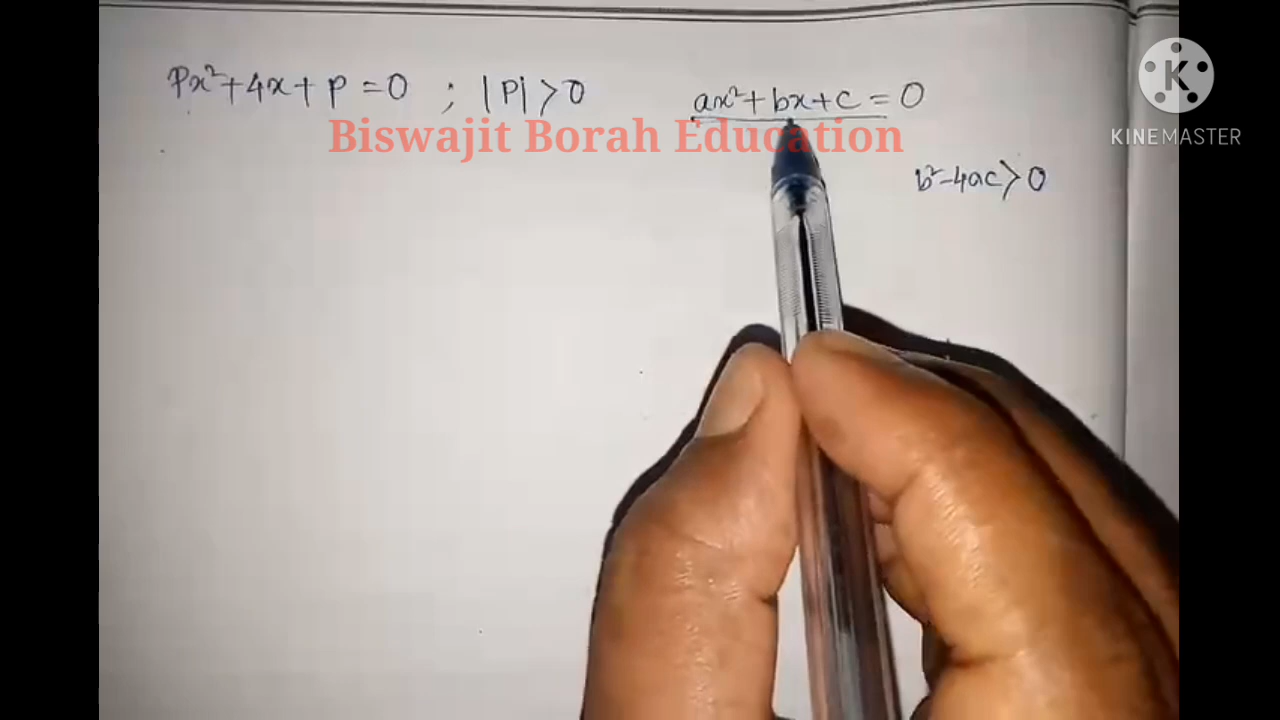 Px²+4x+p=0 ; |P|>0
ax²+bx+c=0
Biswajit Borah Education
KINEMASTER
b²-4ac>0